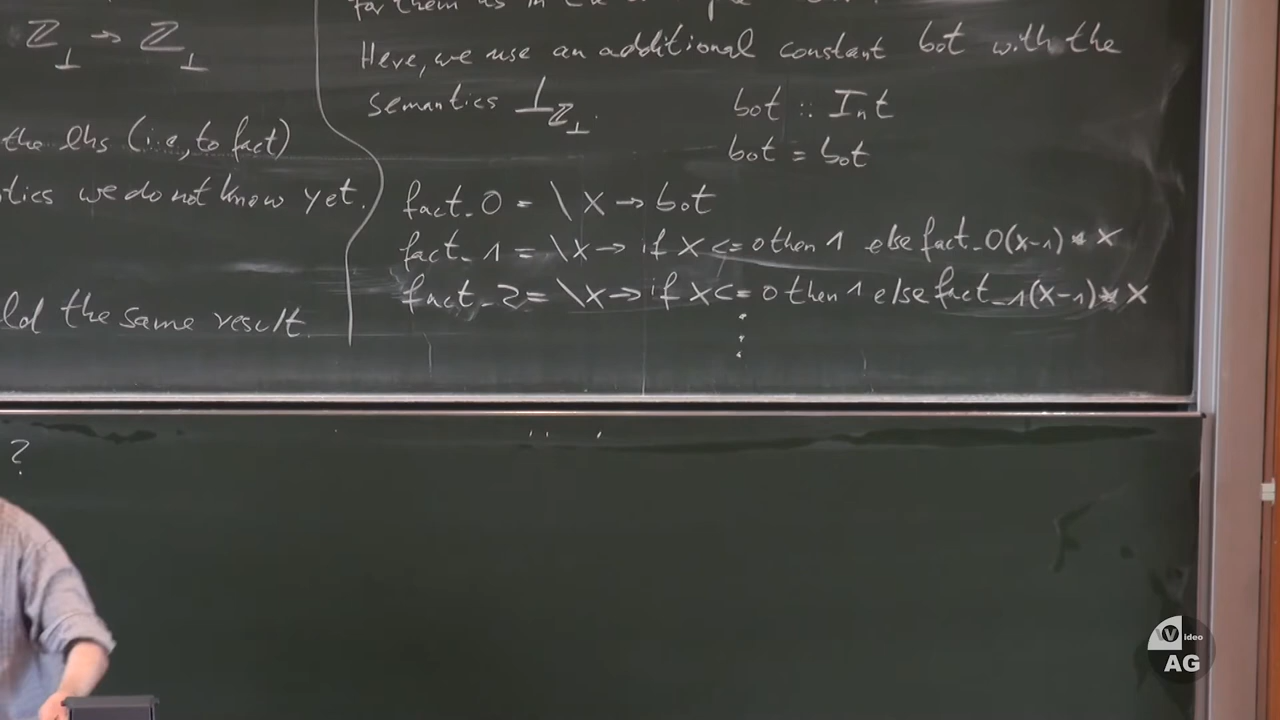 ℤ⊥ → ℤ⊥
the lhs (i.e., to fact)
tics we do not know yet.
ld the same result.
for them as in the
Here, we use an additional constant bot with the
semantics ⊥ℤ⊥.
bot :: Int
bot = bot
fact_0 = \x → bot
fact_1 = \x → if x <= 0 then 1 else fact_0(x-1) * x
fact_2 = \x → if x <= 0 then 1 else fact_1(x-1) * x
⋮
?
Video
AG